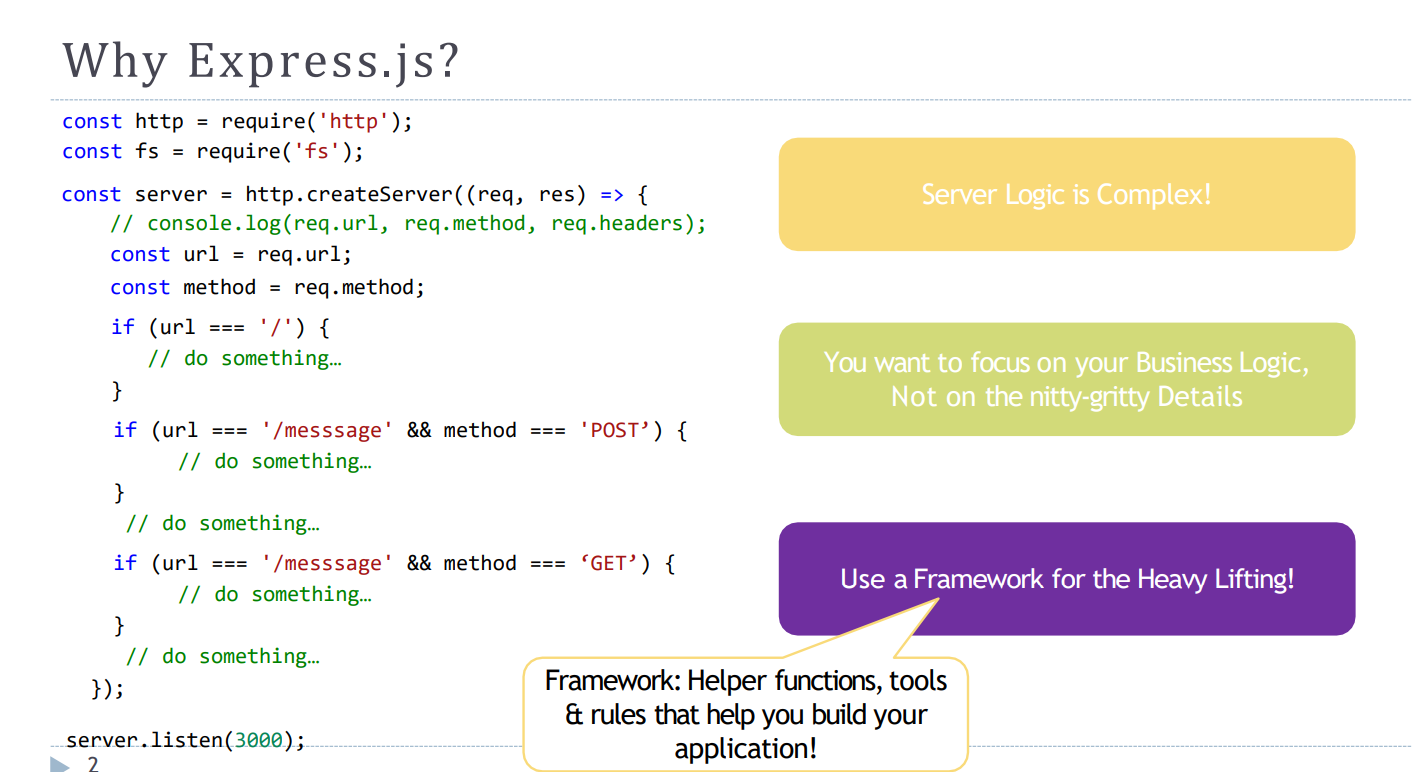 Why Express.js?
const http = require('http');
const fs = require('fs');
const server = http.createServer((req, res) => {
// console.log(req.url, req.method, req.headers);
const url = req.url;
const method = req.method;
if (url === '/') {
// do something…
}
if (url === '/messsage' && method === 'POST’) {
// do something…
}
// do something…
if (url === '/messsage' && method === ‘GET’) {
// do something…
}
// do something…
});
server.listen(3000);
Server Logic is Complex!
You want to focus on your Business Logic,
Not on the nitty-gritty Details
Use a Framework for the Heavy Lifting!
Framework: Helper functions, tools
& rules that help you build your
application!
2